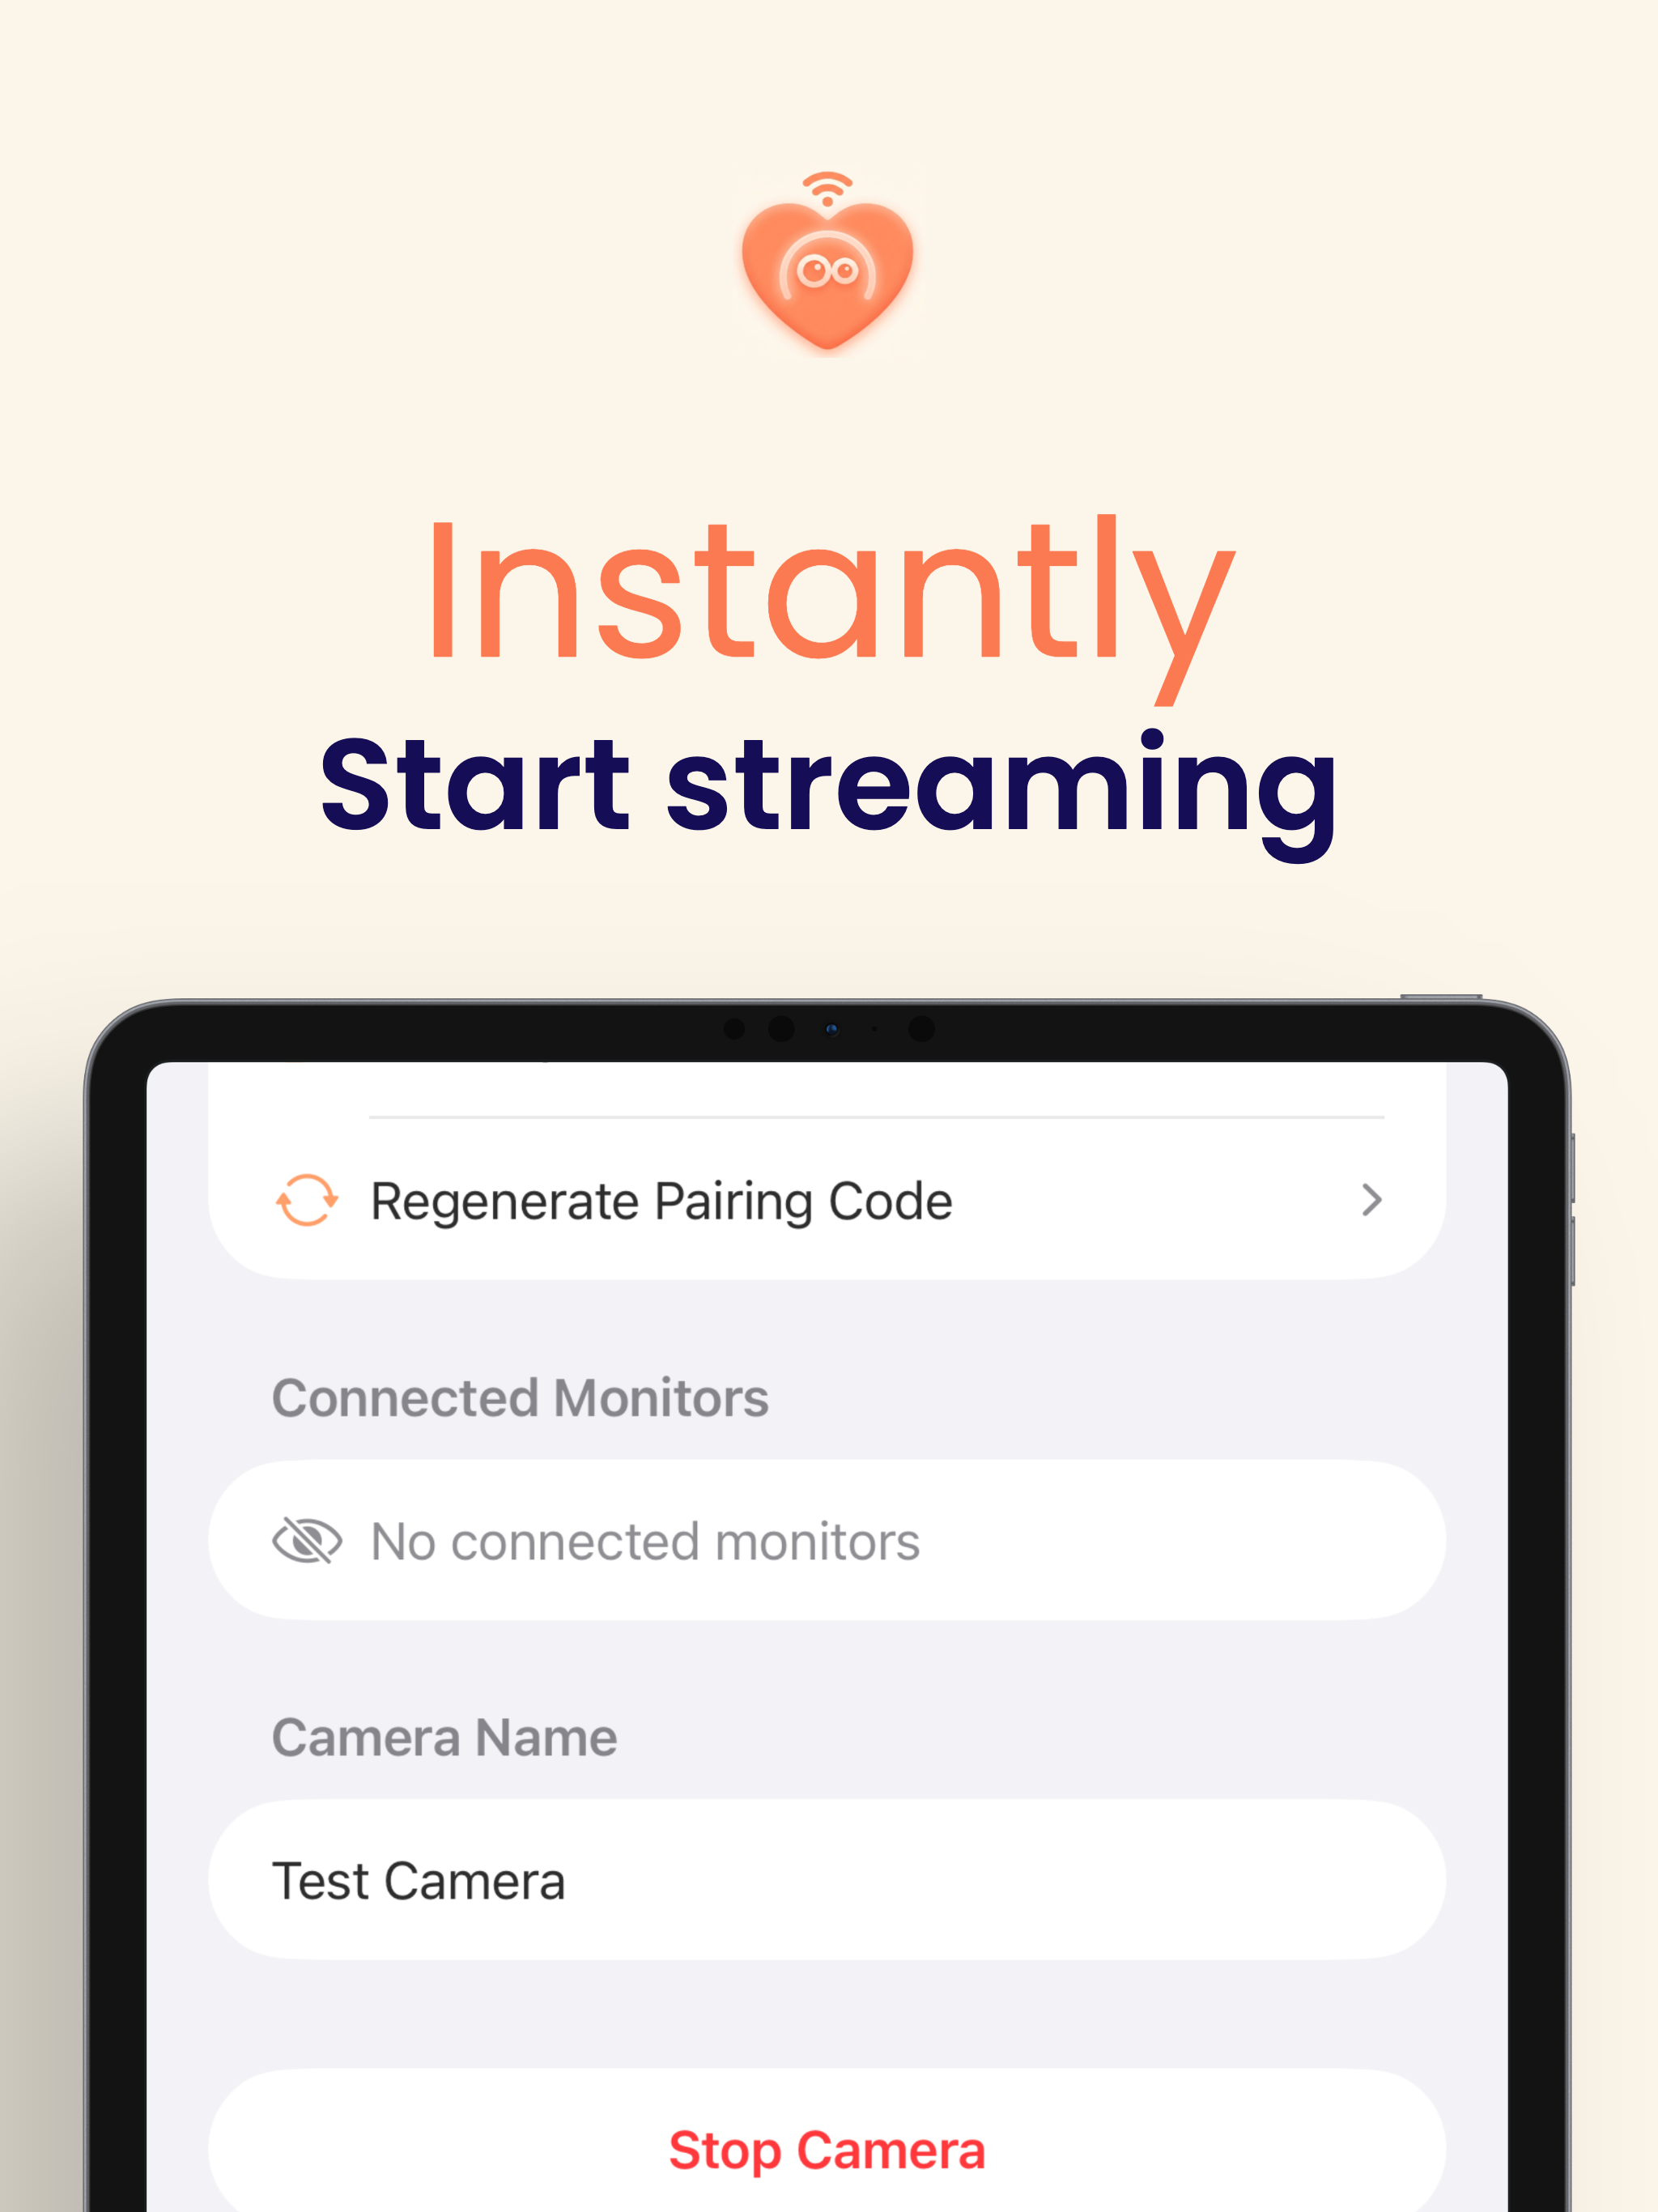 Instantly
Start streaming
Regenerate Pairing Code
Connected Monitors
No connected monitors
Camera Name
Test Camera
Stop Camera